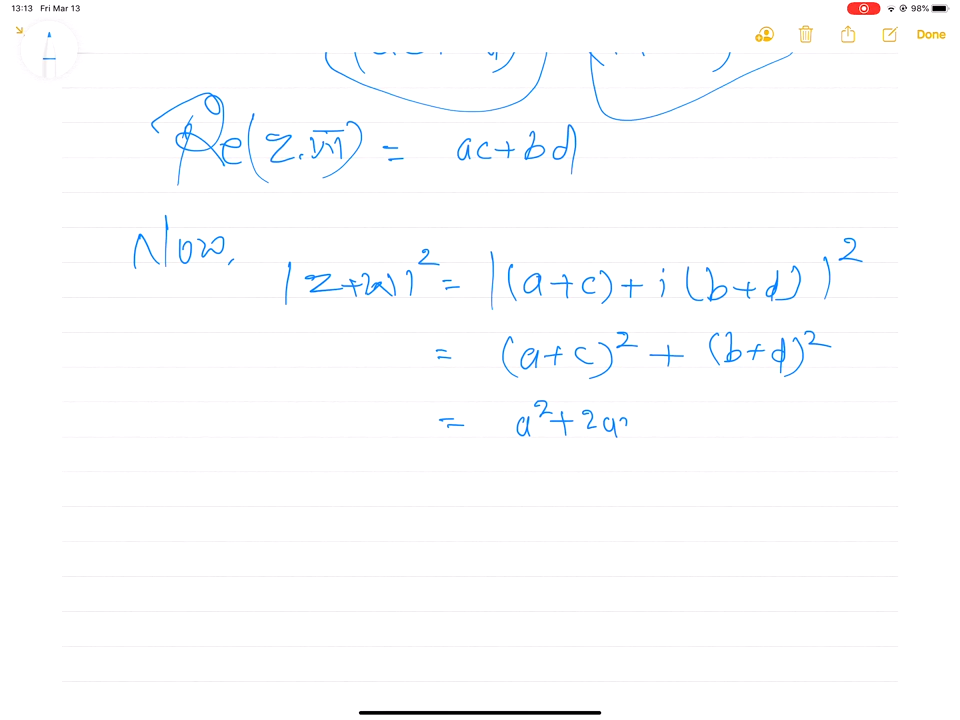 13:13 Fri Mar 13 98%
Done
Re(z.w̅) = ac+bd
Now,
|z+w|² = |(a+c)+i(b+d)|²
= (a+c)² + (b+d)²
= a²+2a